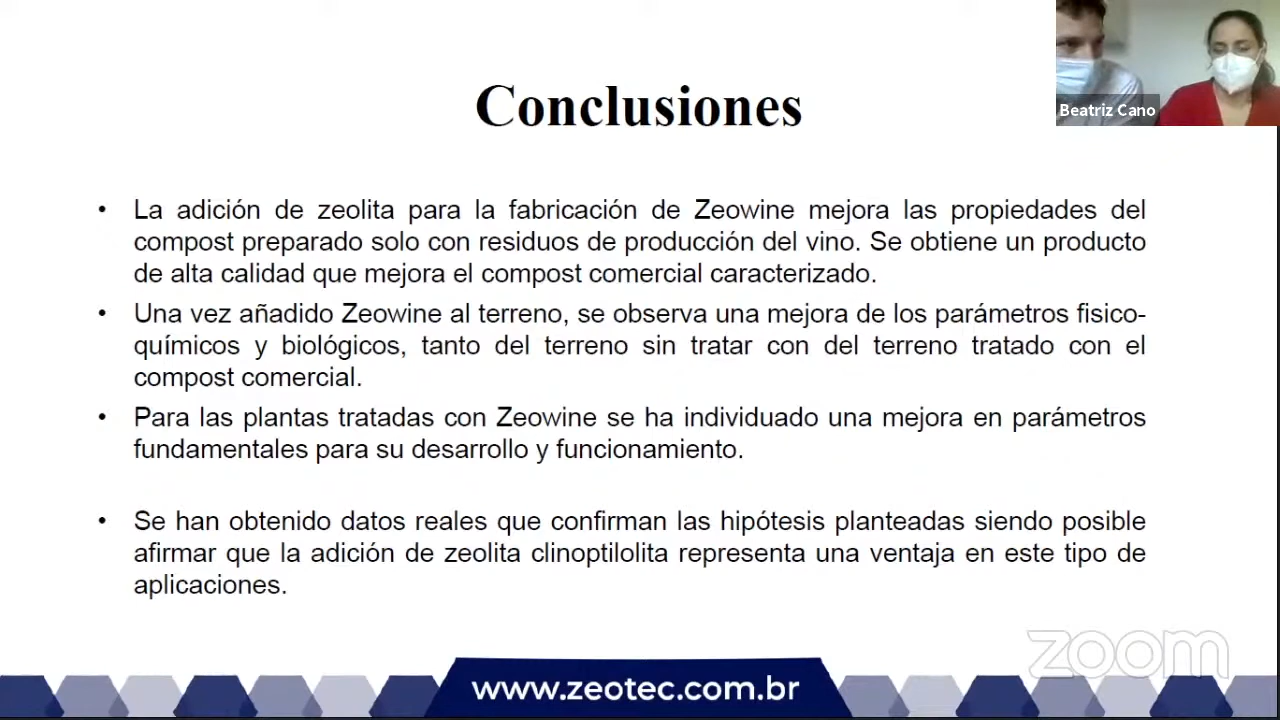 Conclusiones
Beatriz Cano
• La adición de zeolita para la fabricación de Zeowine mejora las propiedades del
compost preparado solo con residuos de producción del vino. Se obtiene un producto
de alta calidad que mejora el compost comercial caracterizado.
• Una vez añadido Zeowine al terreno, se observa una mejora de los parámetros fisico-
químicos y biológicos, tanto del terreno sin tratar con del terreno tratado con el
compost comercial.
• Para las plantas tratadas con Zeowine se ha individuado una mejora en parámetros
fundamentales para su desarrollo y funcionamiento.
• Se han obtenido datos reales que confirman las hipótesis planteadas siendo posible
afirmar que la adición de zeolita clinoptilolita representa una ventaja en este tipo de
aplicaciones.
zoom
www.zeotec.com.br